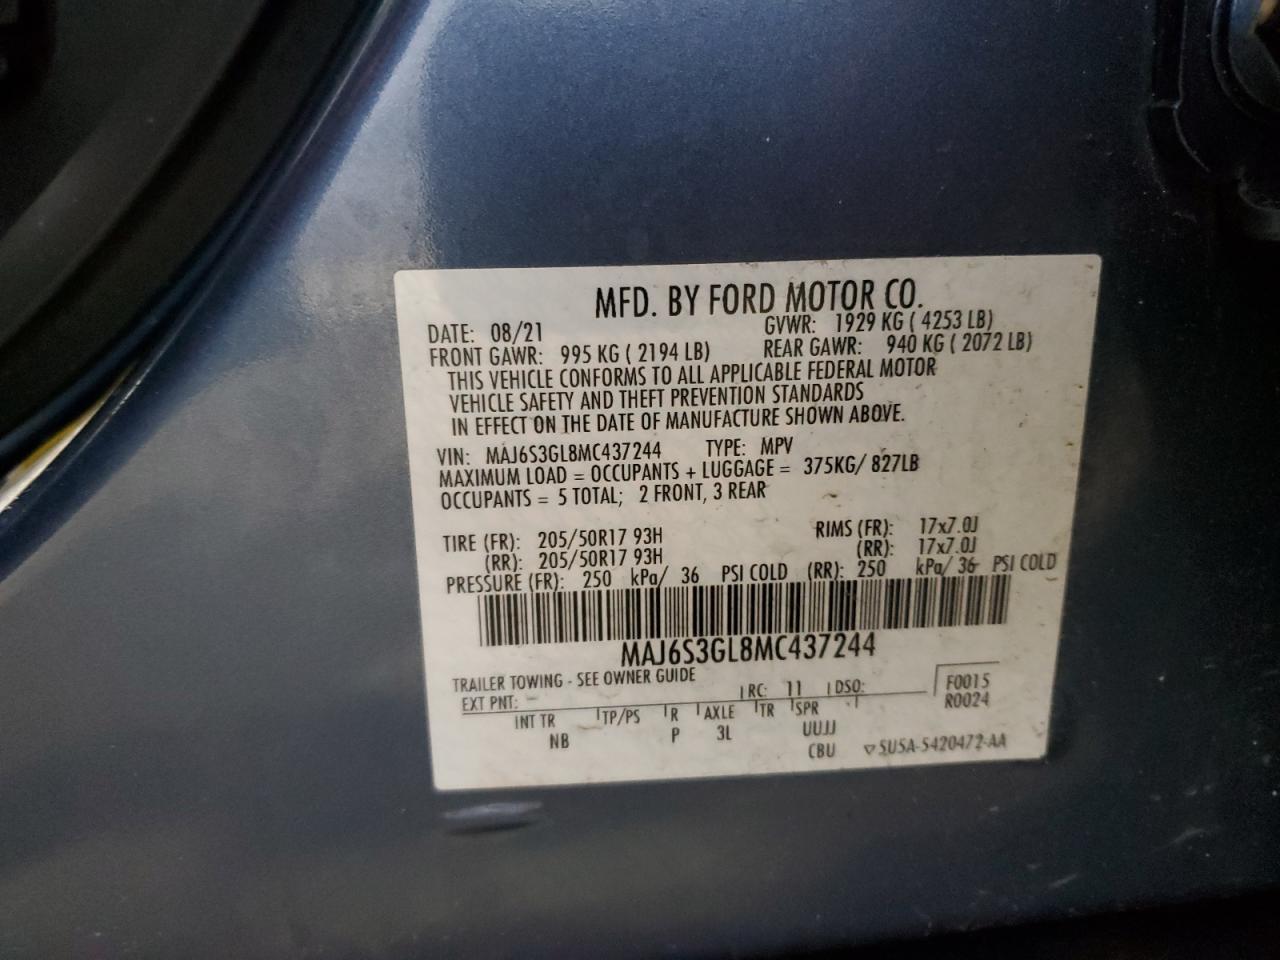 MFD. BY FORD MOTOR CO.
DATE: 08/21 GVWR: 1929 KG ( 4253 LB)
FRONT GAWR: 995 KG ( 2194 LB) REAR GAWR: 940 KG ( 2072 LB)
THIS VEHICLE CONFORMS TO ALL APPLICABLE FEDERAL MOTOR
VEHICLE SAFETY AND THEFT PREVENTION STANDARDS
IN EFFECT ON THE DATE OF MANUFACTURE SHOWN ABOVE.
VIN: MAJ6S3GL8MC437244 TYPE: MPV
MAXIMUM LOAD = OCCUPANTS + LUGGAGE = 375KG/ 827LB
OCCUPANTS = 5 TOTAL; 2 FRONT, 3 REAR
TIRE (FR): 205/50R17 93H RIMS (FR): 17x7.0J
(RR): 205/50R17 93H (RR): 17x7.0J
PRESSURE (FR): 250 kPa/ 36 PSI COLD (RR): 250 kPa/ 36 PSI COLD
MAJ6S3GL8MC437244
TRAILER TOWING - SEE OWNER GUIDE
EXT PNT: RC: 11 DSO: F0015
R0024
INT TR TP/PS R AXLE TR SPR
NB P 3L UUJJ
CBU ▽SU5A-5420472-AA